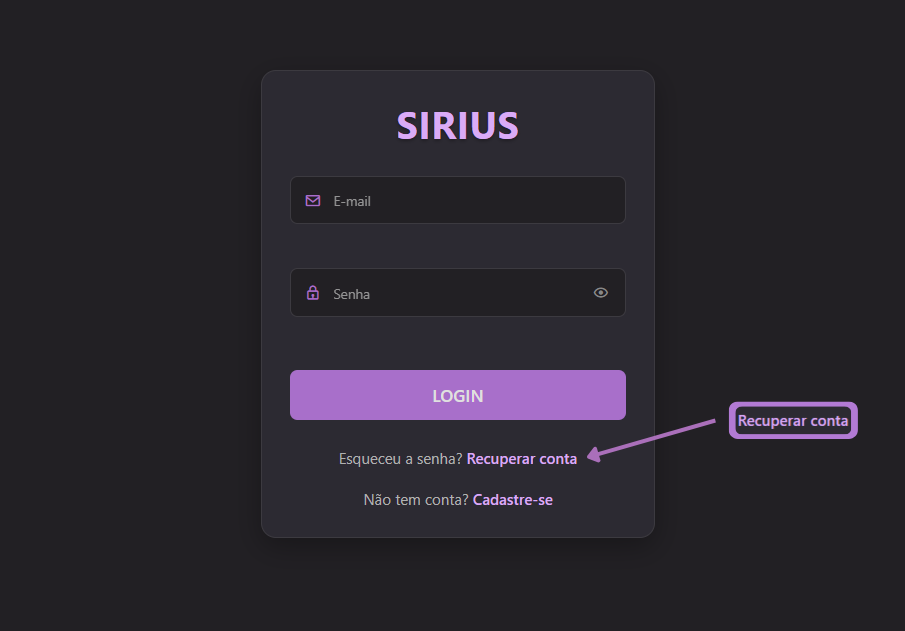 SIRIUS
E-mail
Senha
LOGIN
Recuperar conta
Esqueceu a senha? Recuperar conta
Não tem conta? Cadastre-se